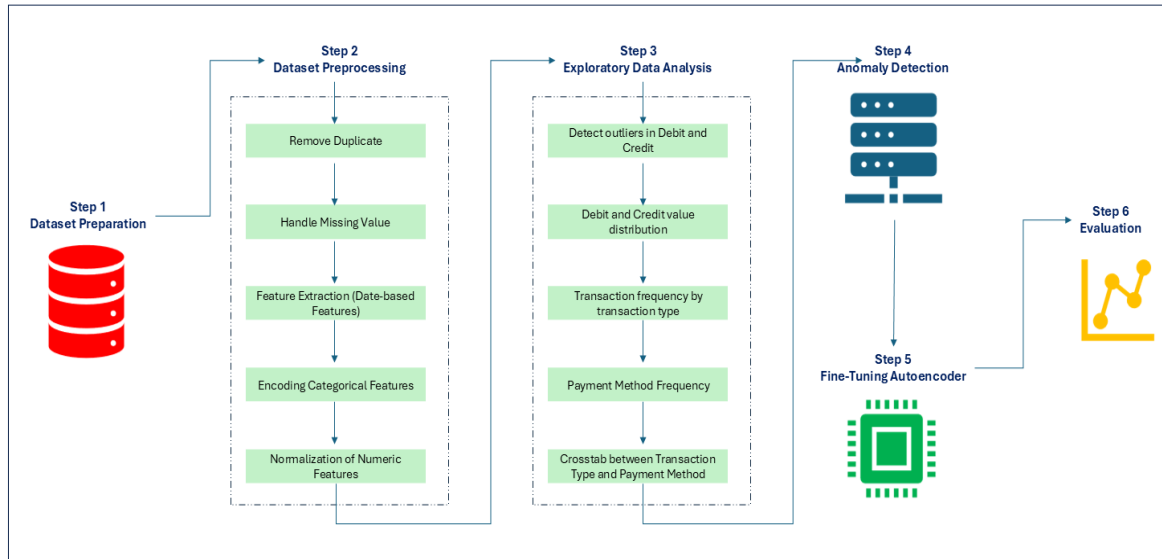 Step 1
Dataset Preparation
Step 2
Dataset Preprocessing
Remove Duplicate
Handle Missing Value
Feature Extraction (Date-based
Features)
Encoding Categorical Features
Normalization of Numeric
Features
Step 3
Exploratory Data Analysis
Detect outliers in Debit and
Credit
Debit and Credit value
distribution
Transaction frequency by
transaction type
Payment Method Frequency
Crosstab between Transaction
Type and Payment Method
Step 4
Anomaly Detection
Step 5
Fine-Tuning Autoencoder
Step 6
Evaluation